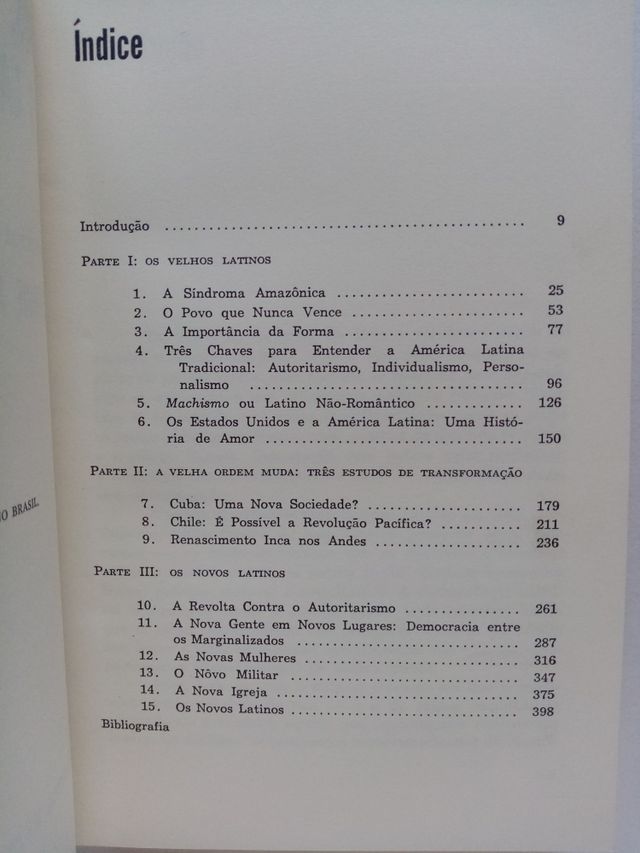 Índice
Introdução ................................................ 9
PARTE I: OS VELHOS LATINOS
1. A Síndroma Amazônica ......................... 25
2. O Povo que Nunca Vence ....................... 53
3. A Importância da Forma ........................ 77
4. Três Chaves para Entender a América Latina
Tradicional: Autoritarismo, Individualismo, Perso-
nalismo .................................... 96
5. Machismo ou Latino Não-Romântico ............. 126
6. Os Estados Unidos e a América Latina: Uma Histó-
ria de Amor .................................. 150
PARTE II: A VELHA ORDEM MUDA: TRÊS ESTUDOS DE TRANSFORMAÇÃO
7. Cuba: Uma Nova Sociedade? ..................... 179
8. Chile: É Possível a Revolução Pacífica? ........... 211
9. Renascimento Inca nos Andes .................... 236
O BRASIL.
PARTE III: OS NOVOS LATINOS
10. A Revolta Contra o Autoritarismo ................ 261
11. A Nova Gente em Novos Lugares: Democracia entre
os Marginalizados .............................. 287
12. As Novas Mulheres ............................. 316
13. O Nôvo Militar ............................... 347
14. A Nova Igreja ................................. 375
15. Os Novos Latinos ............................... 398
Bibliografia